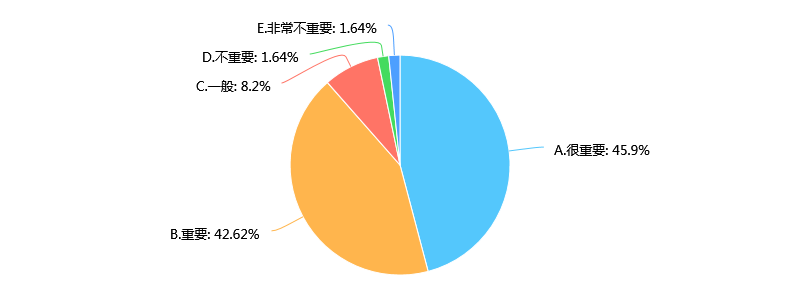 E.非常不重要: 1.64%
D.不重要: 1.64%
C.一般: 8.2%
A.很重要: 45.9%
B.重要: 42.62%